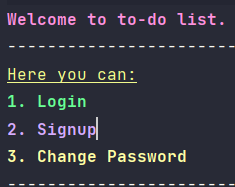 Welcome to to-do list.
-----------------------
Here you can:
1. Login
2. Signup
3. Change Password
-----------------------